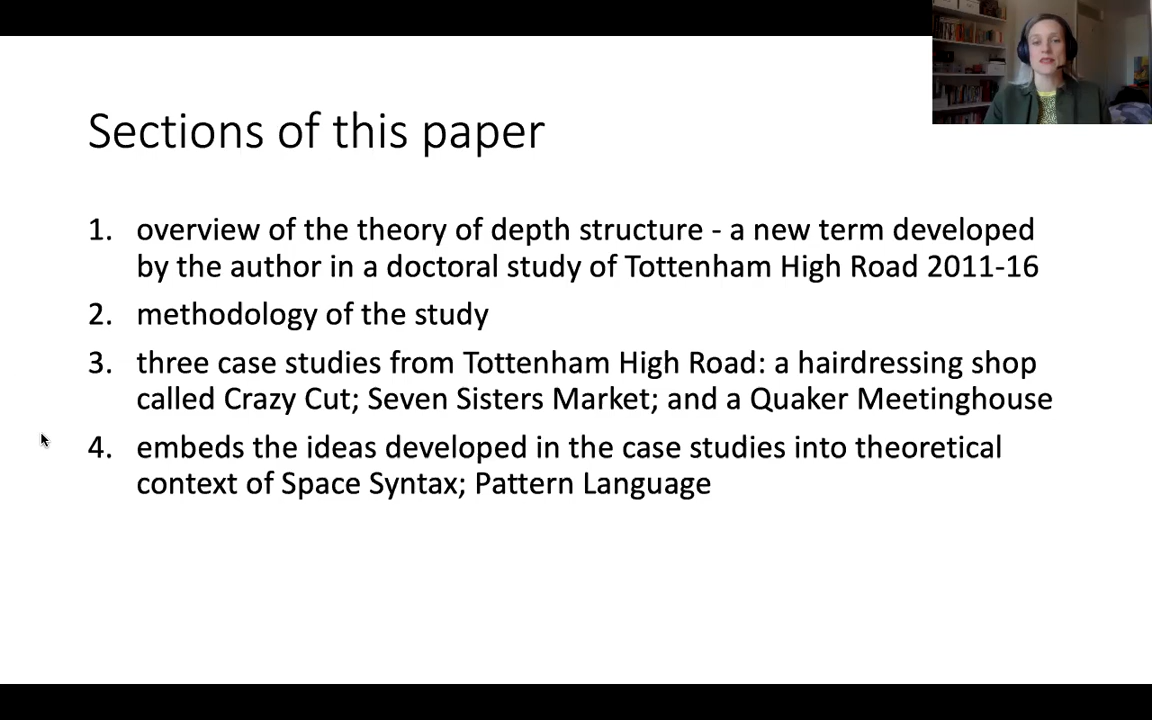 Sections of this paper
1. overview of the theory of depth structure - a new term developed
by the author in a doctoral study of Tottenham High Road 2011-16
2. methodology of the study
3. three case studies from Tottenham High Road: a hairdressing shop
called Crazy Cut; Seven Sisters Market; and a Quaker Meetinghouse
4. embeds the ideas developed in the case studies into theoretical
context of Space Syntax; Pattern Language